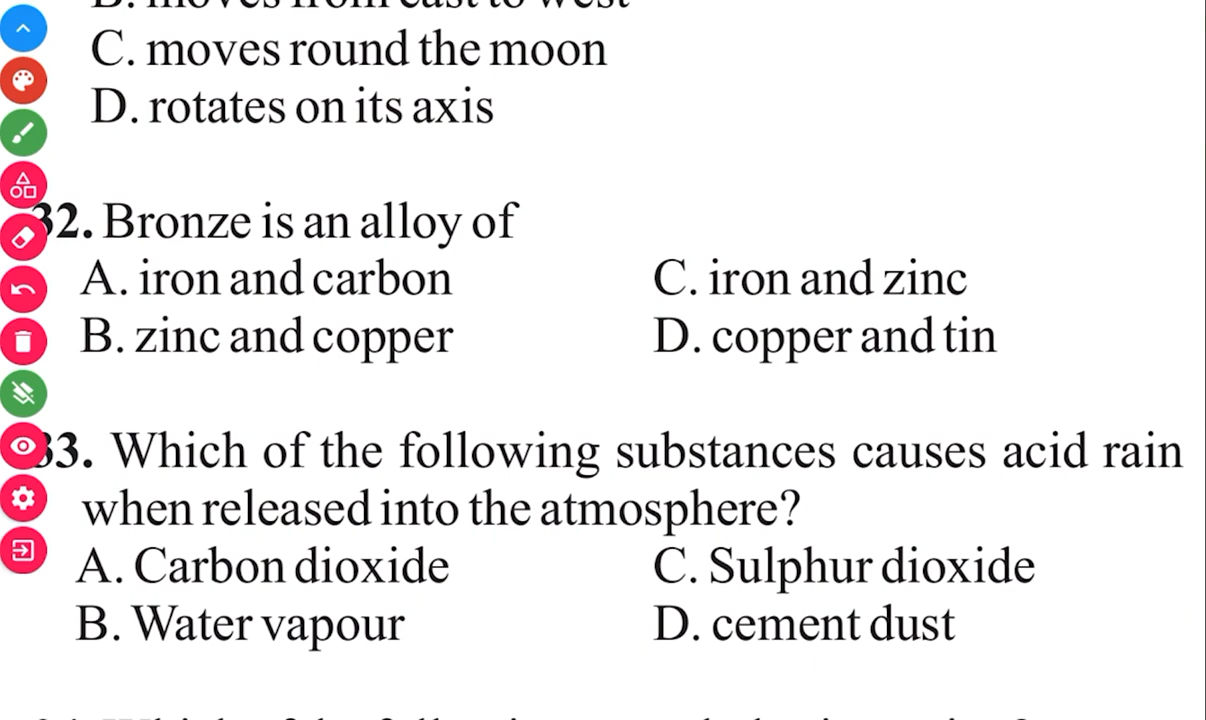 C. moves round the moon
D. rotates on its axis
32. Bronze is an alloy of
A. iron and carbon C. iron and zinc
B. zinc and copper D. copper and tin
33. Which of the following substances causes acid rain
when released into the atmosphere?
A. Carbon dioxide C. Sulphur dioxide
B. Water vapour D. cement dust